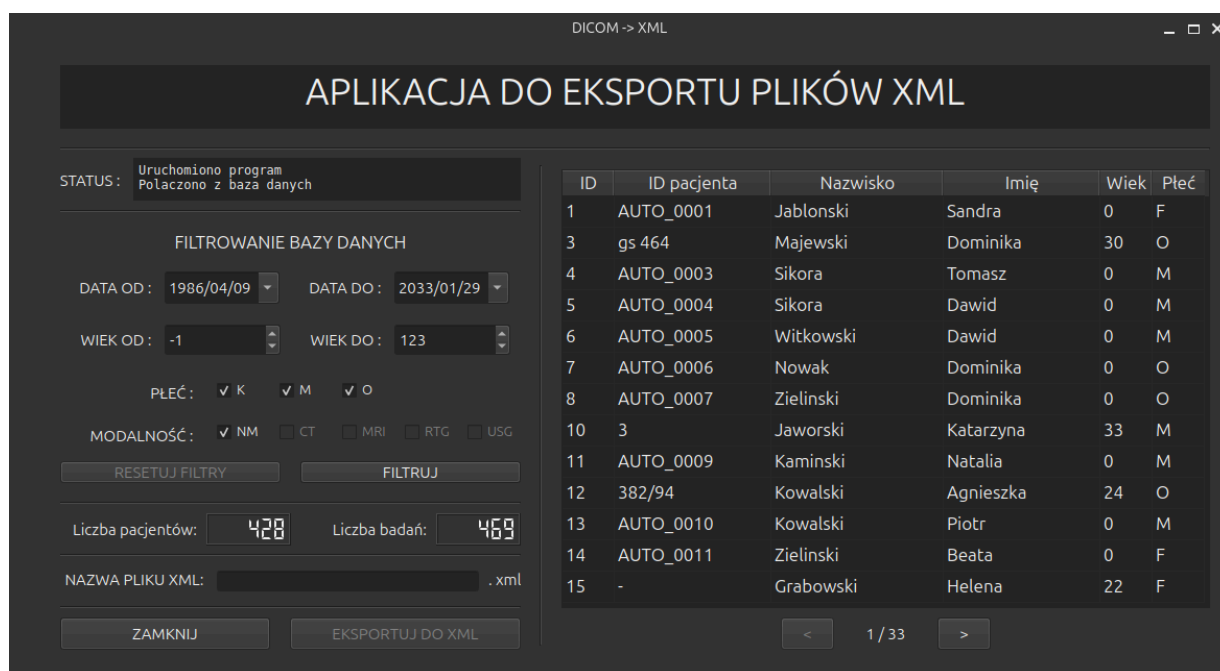 DICOM -> XML
APLIKACJA DO EKSPORTU PLIKÓW XML
STATUS : Uruchomiono program
Polaczono z baza danych
FILTROWANIE BAZY DANYCH
DATA OD : 1986/04/09 DATA DO : 2033/01/29
WIEK OD : -1 WIEK DO : 123
PŁEĆ : K M O
MODALNOŚĆ : NM CT MRI RTG USG
RESETUJ FILTRY FILTRUJ
Liczba pacjentów: 428 Liczba badań: 469
NAZWA PLIKU XML: . xml
ZAMKNIJ EKSPORTUJ DO XML
ID ID pacjenta Nazwisko Imię Wiek Płeć
1 AUTO_0001 Jablonski Sandra 0 F
3 gs 464 Majewski Dominika 30 O
4 AUTO_0003 Sikora Tomasz 0 M
5 AUTO_0004 Sikora Dawid 0 M
6 AUTO_0005 Witkowski Dawid 0 M
7 AUTO_0006 Nowak Dominika 0 O
8 AUTO_0007 Zielinski Dominika 0 O
10 3 Jaworski Katarzyna 33 M
11 AUTO_0009 Kaminski Natalia 0 M
12 382/94 Kowalski Agnieszka 24 O
13 AUTO_0010 Kowalski Piotr 0 M
14 AUTO_0011 Zielinski Beata 0 F
15 - Grabowski Helena 22 F
< 1 / 33 >